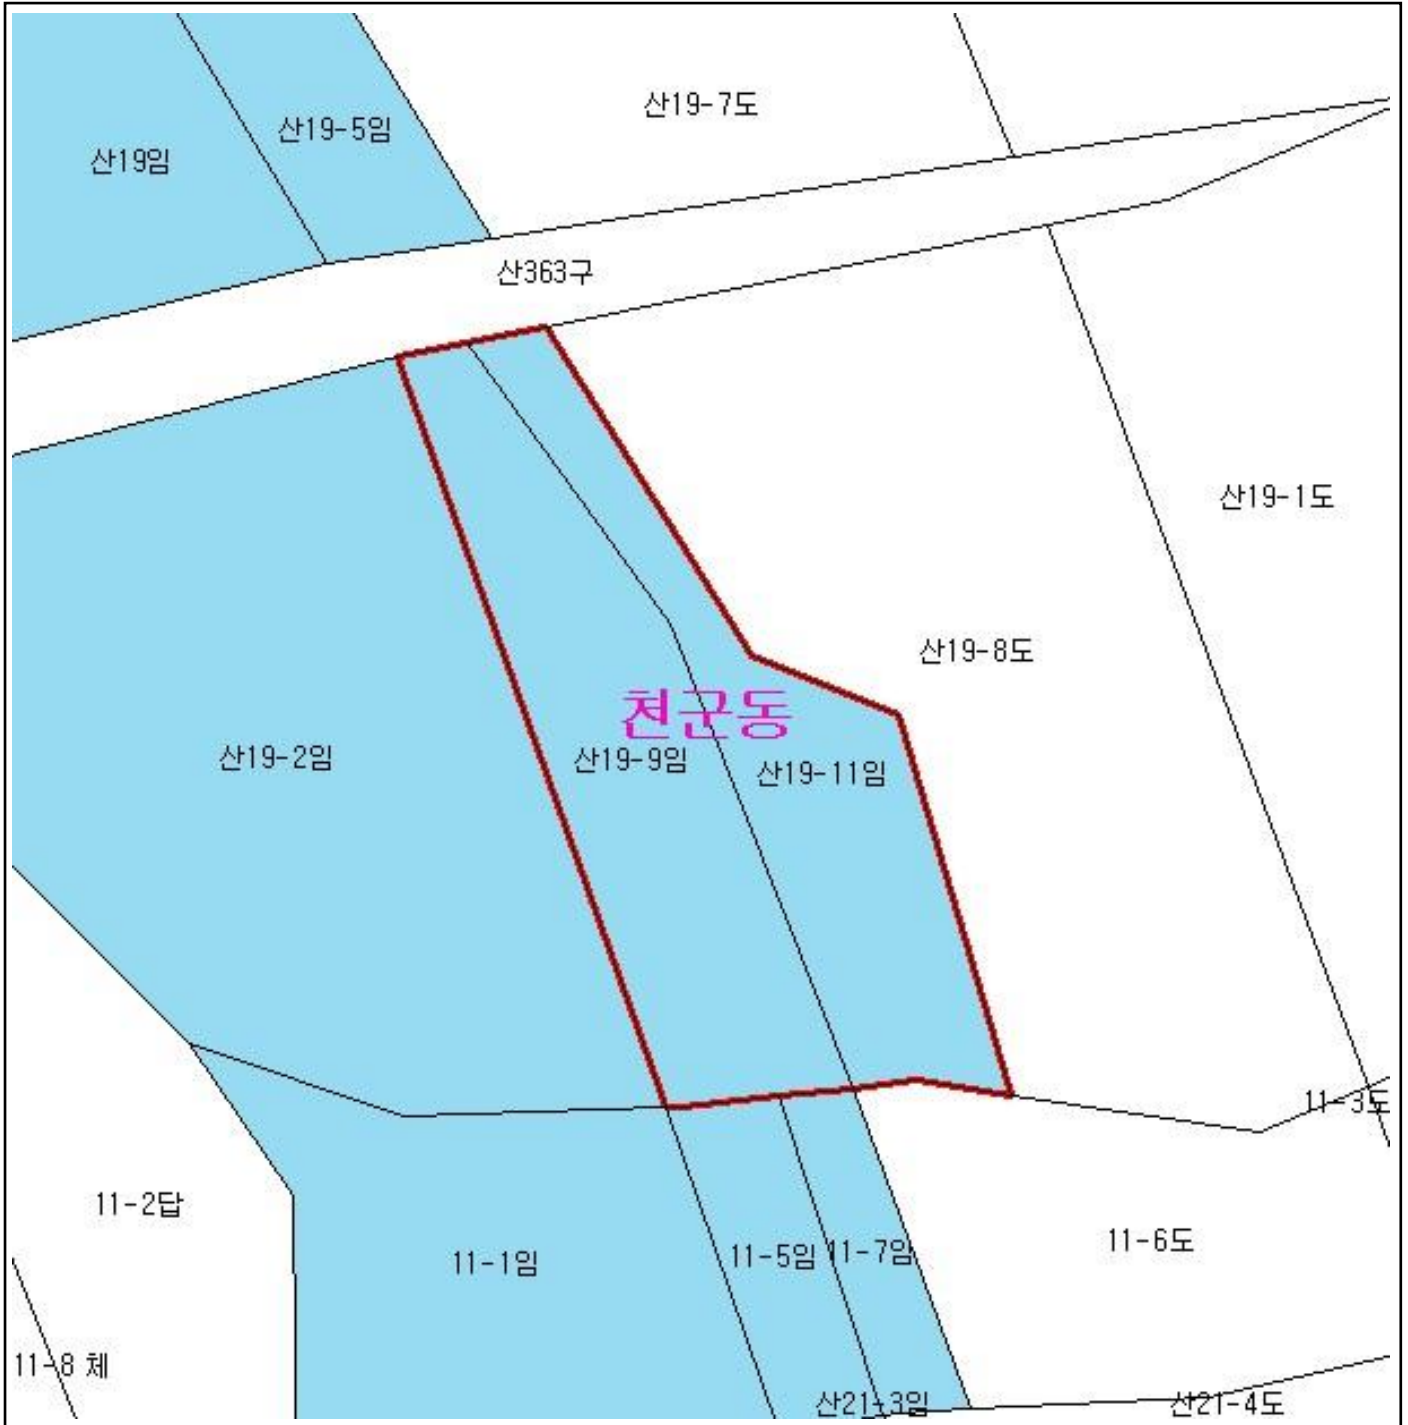 산19-7도
산19-5임
산19임
산363구
산19-1도
산19-8도
천군동
산19-2임
산19-9임
산19-11임
11-3도
11-2답
11-6도
11-5임
11-7임
11-1임
11-8 체
산21-3임
산21-4도